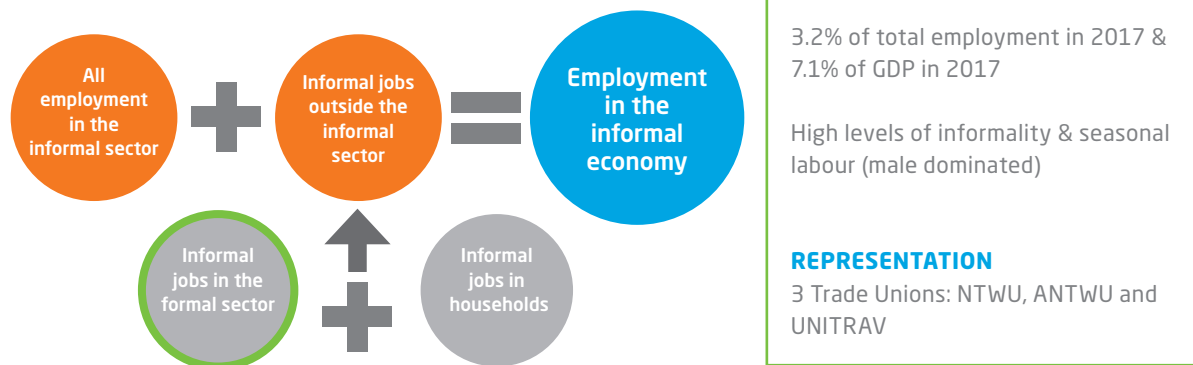 All
employment
in the
informal sector
Informal jobs
outside the
informal
sector
Employment
in the
informal
economy
Informal
jobs in the
formal sector
Informal
jobs in
households
3.2% of total employment in 2017 &
7.1% of GDP in 2017
High levels of informality & seasonal
labour (male dominated)
REPRESENTATION
3 Trade Unions: NTWU, ANTWU and
UNITRAV